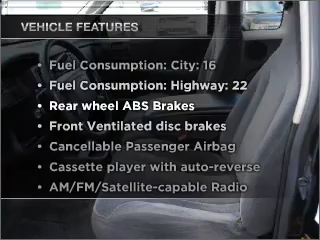 VEHICLE FEATURES
• Fuel Consumption: City: 16
• Fuel Consumption: Highway: 22
• Rear wheel ABS Brakes
• Front Ventilated disc brakes
• Cancellable Passenger Airbag
• Cassette player with auto-reverse
• AM/FM/Satellite-capable Radio